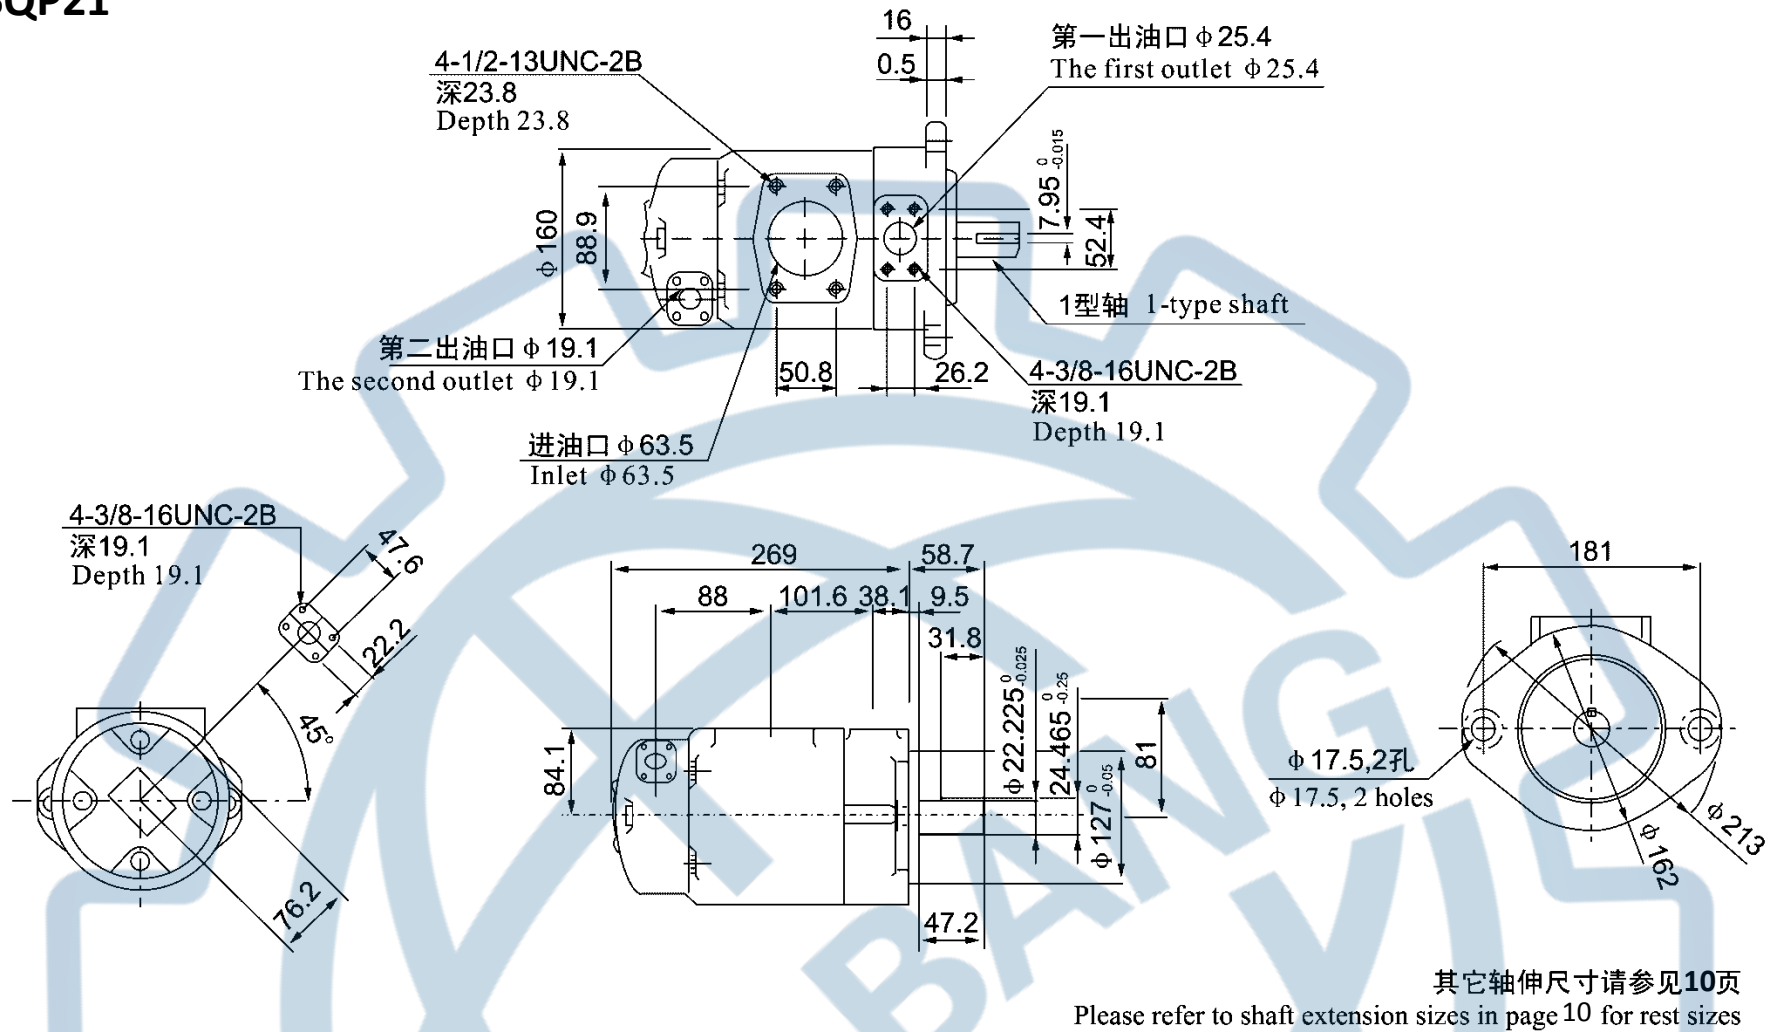 SQP21
16
第一出油口 ϕ25.4
The first outlet ϕ25.4
0.5
4-1/2-13UNC-2B
深23.8
Depth 23.8
ϕ160
88.9
7.95 0 -0.015
52.4
1型轴 1-type shaft
第二出油口 ϕ19.1
The second outlet ϕ19.1
50.8
26.2
4-3/8-16UNC-2B
深19.1
Depth 19.1
进油口 ϕ63.5
Inlet ϕ63.5
4-3/8-16UNC-2B
深19.1
Depth 19.1
47.6
22.2
45°
76.2
269
58.7
88
101.6
38.1
9.5
31.8
84.1
ϕ22.225 0 -0.025
24.465 0 -0.25
81
ϕ127 0 -0.05
47.2
181
ϕ17.5,2孔
ϕ17.5, 2 holes
ϕ213
ϕ162
BANG
YI
其它轴伸尺寸请参见10页
Please refer to shaft extension sizes in page 10 for rest sizes